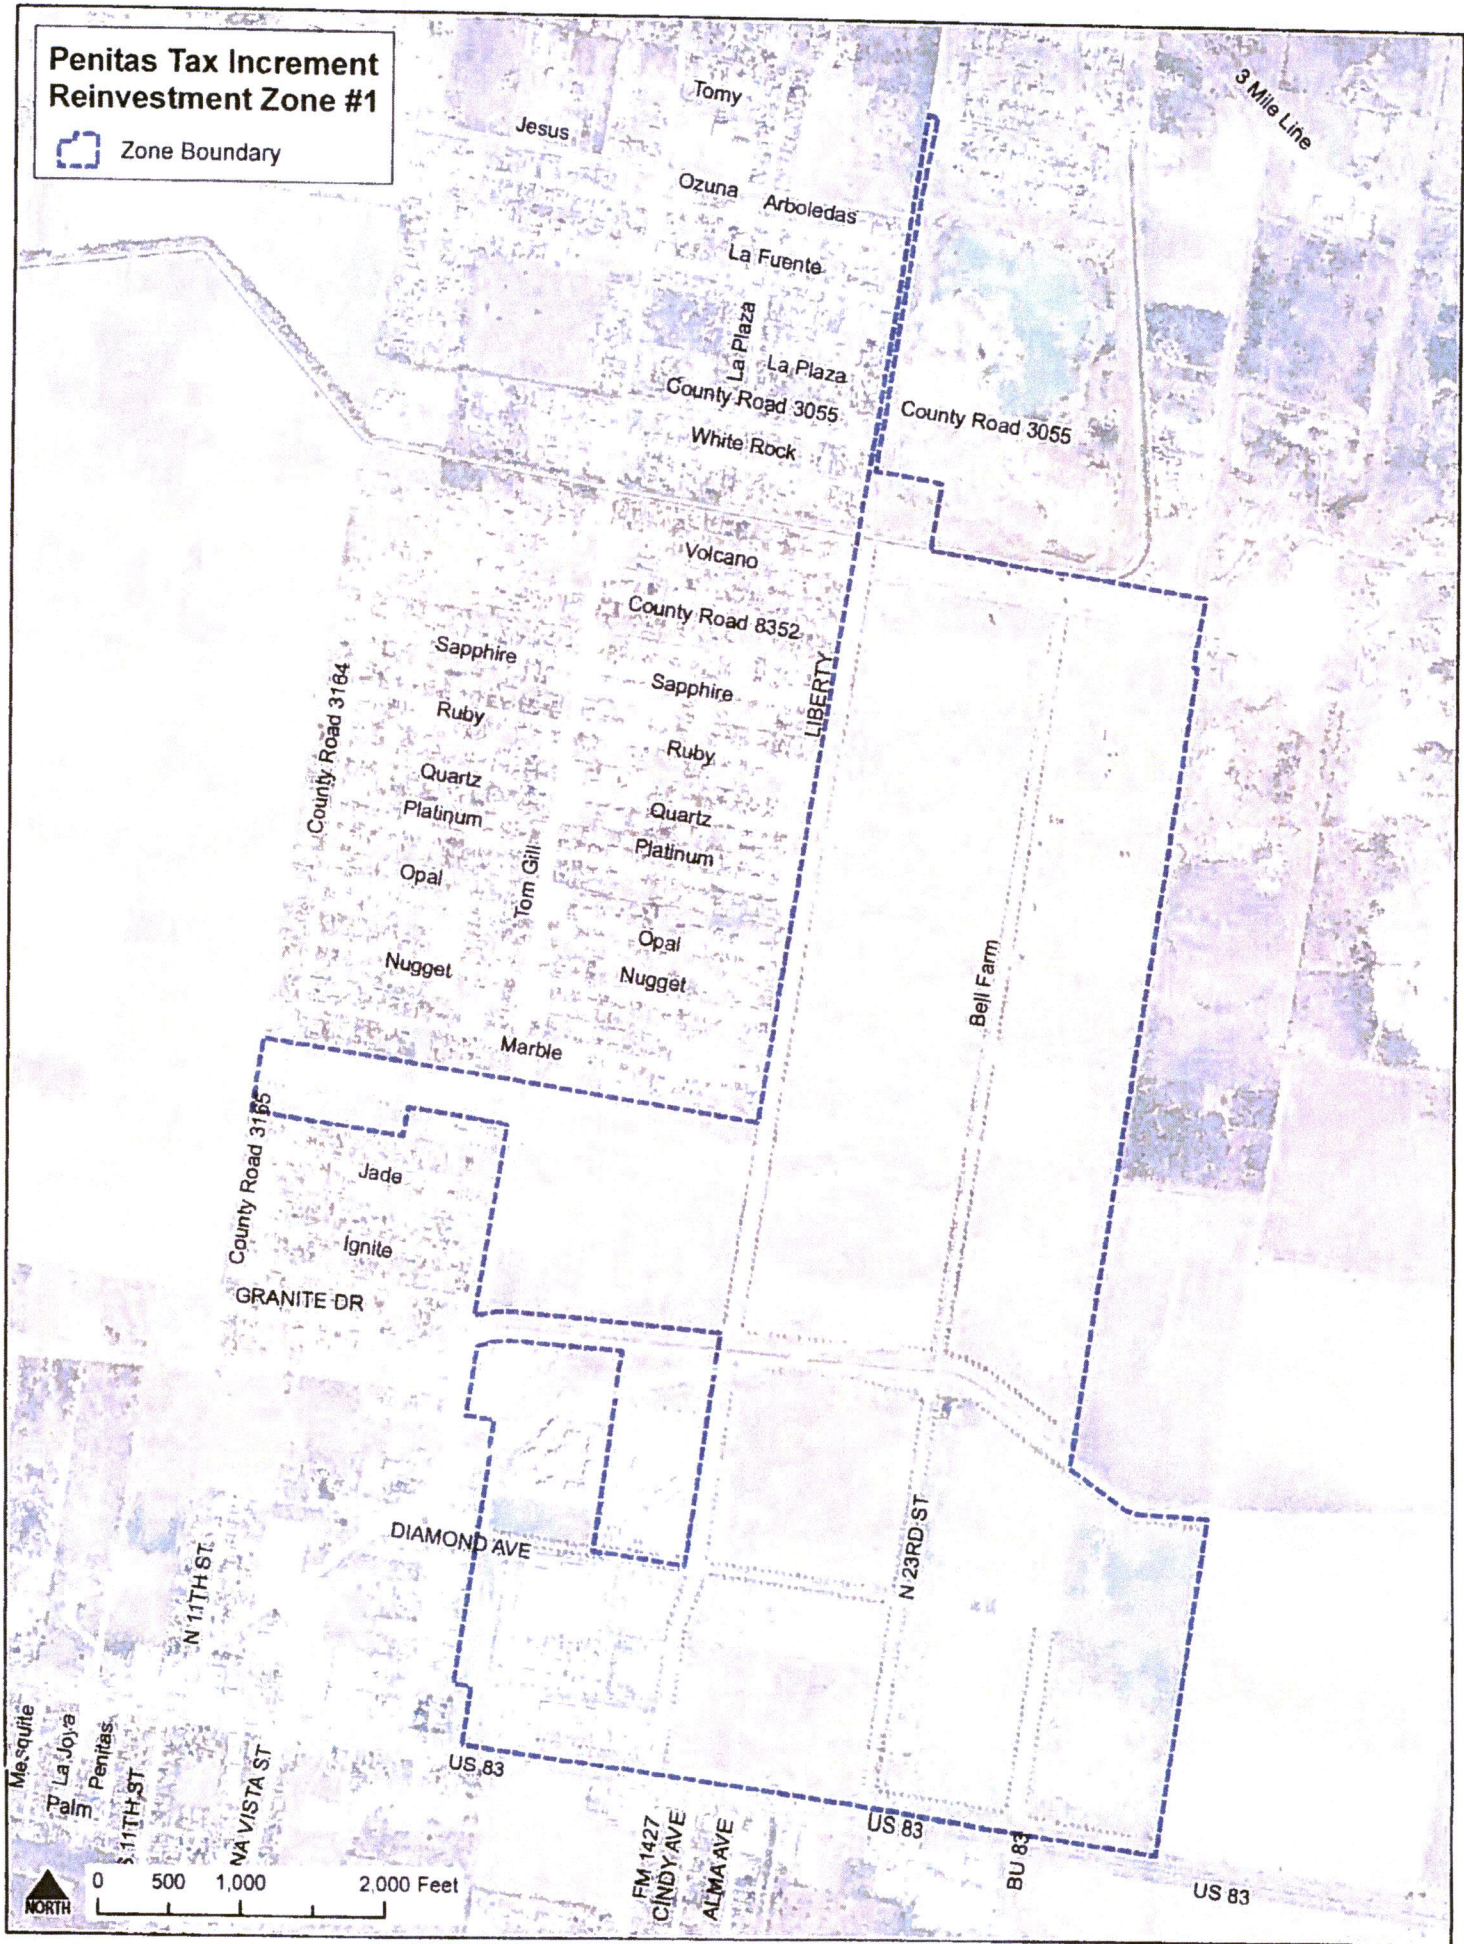 Penitas Tax Increment
Reinvestment Zone #1
Zone Boundary
3 Mile Line
Tomy
Jesus
Ozuna
Arboledas
La Fuente
La Plaza
La Plaza
County Road 3055
County Road 3055
White Rock
Volcano
County Road 8352
Sapphire
Sapphire
LIBERTY
County Road 3164
Ruby
Ruby
Quartz
Platinum
Quartz
Platinum
Opal
Tom Gill
Opal
Nugget
Nugget
Bell Farm
Marble
County Road 3165
Jade
Ignite
GRANITE DR
DIAMOND AVE
N 11TH ST
N 23RD ST
Mesquite
La Joya
Penitas
Palm
S 11TH ST
NA VISTA ST
US 83
FM 1427
CINDY AVE
ALMA AVE
US 83
BU 83
US 83
NORTH
0 500 1,000 2,000 Feet